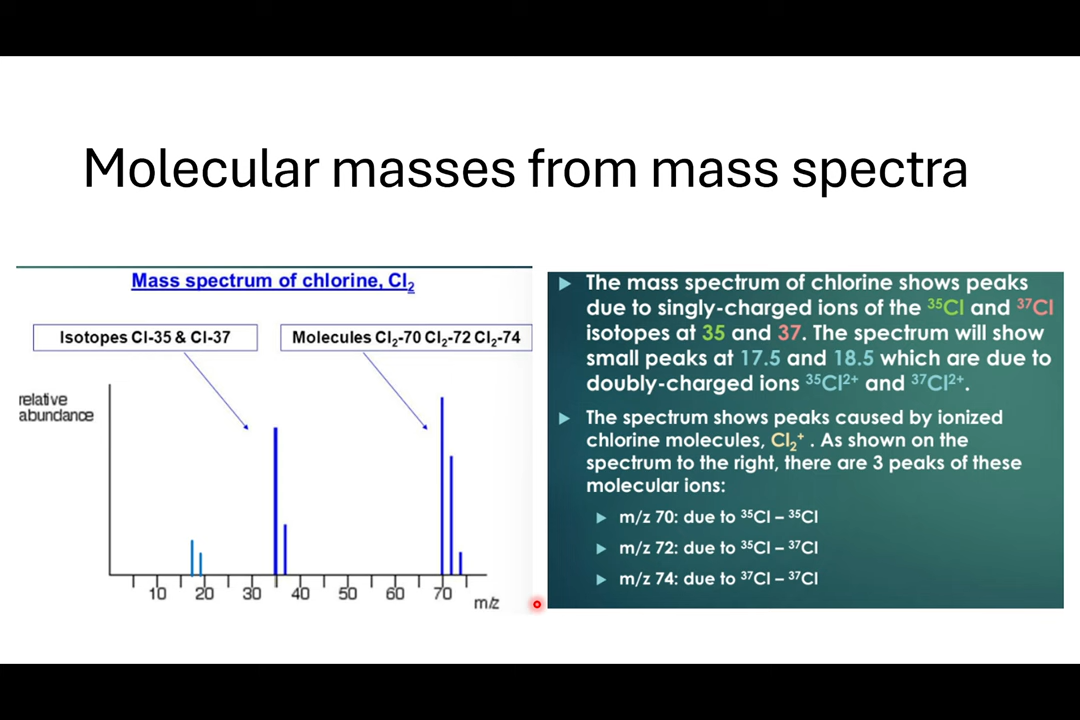 Molecular masses from mass spectra
Mass spectrum of chlorine, Cl₂
Isotopes Cl-35 & Cl-37
Molecules Cl₂-70 Cl₂-72 Cl₂-74
relative
abundance
10 20 30 40 50 60 70
m/z
The mass spectrum of chlorine shows peaks
due to singly-charged ions of the ³⁵Cl and ³⁷Cl
isotopes at 35 and 37. The spectrum will show
small peaks at 17.5 and 18.5 which are due to
doubly-charged ions ³⁵Cl²⁺ and ³⁷Cl²⁺.
The spectrum shows peaks caused by ionized
chlorine molecules, Cl₂⁺ . As shown on the
spectrum to the right, there are 3 peaks of these
molecular ions:
m/z 70: due to ³⁵Cl – ³⁵Cl
m/z 72: due to ³⁵Cl – ³⁷Cl
m/z 74: due to ³⁷Cl – ³⁷Cl